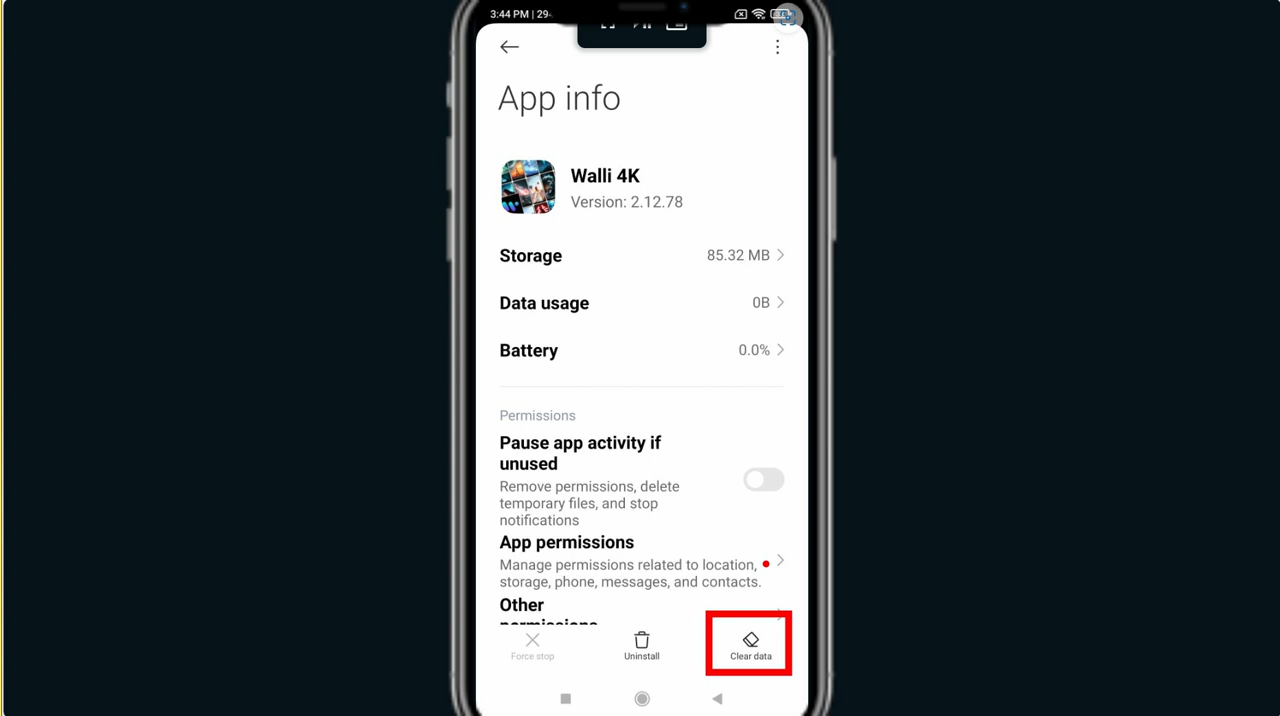 3:44 PM | 29-
App info
Walli 4K
Version: 2.12.78
Storage 85.32 MB
Data usage 0B
Battery 0.0%
Permissions
Pause app activity if
unused
Remove permissions, delete
temporary files, and stop
notifications
App permissions
Manage permissions related to location,
storage, phone, messages, and contacts.
Other
permissions
Force stop Uninstall Clear data